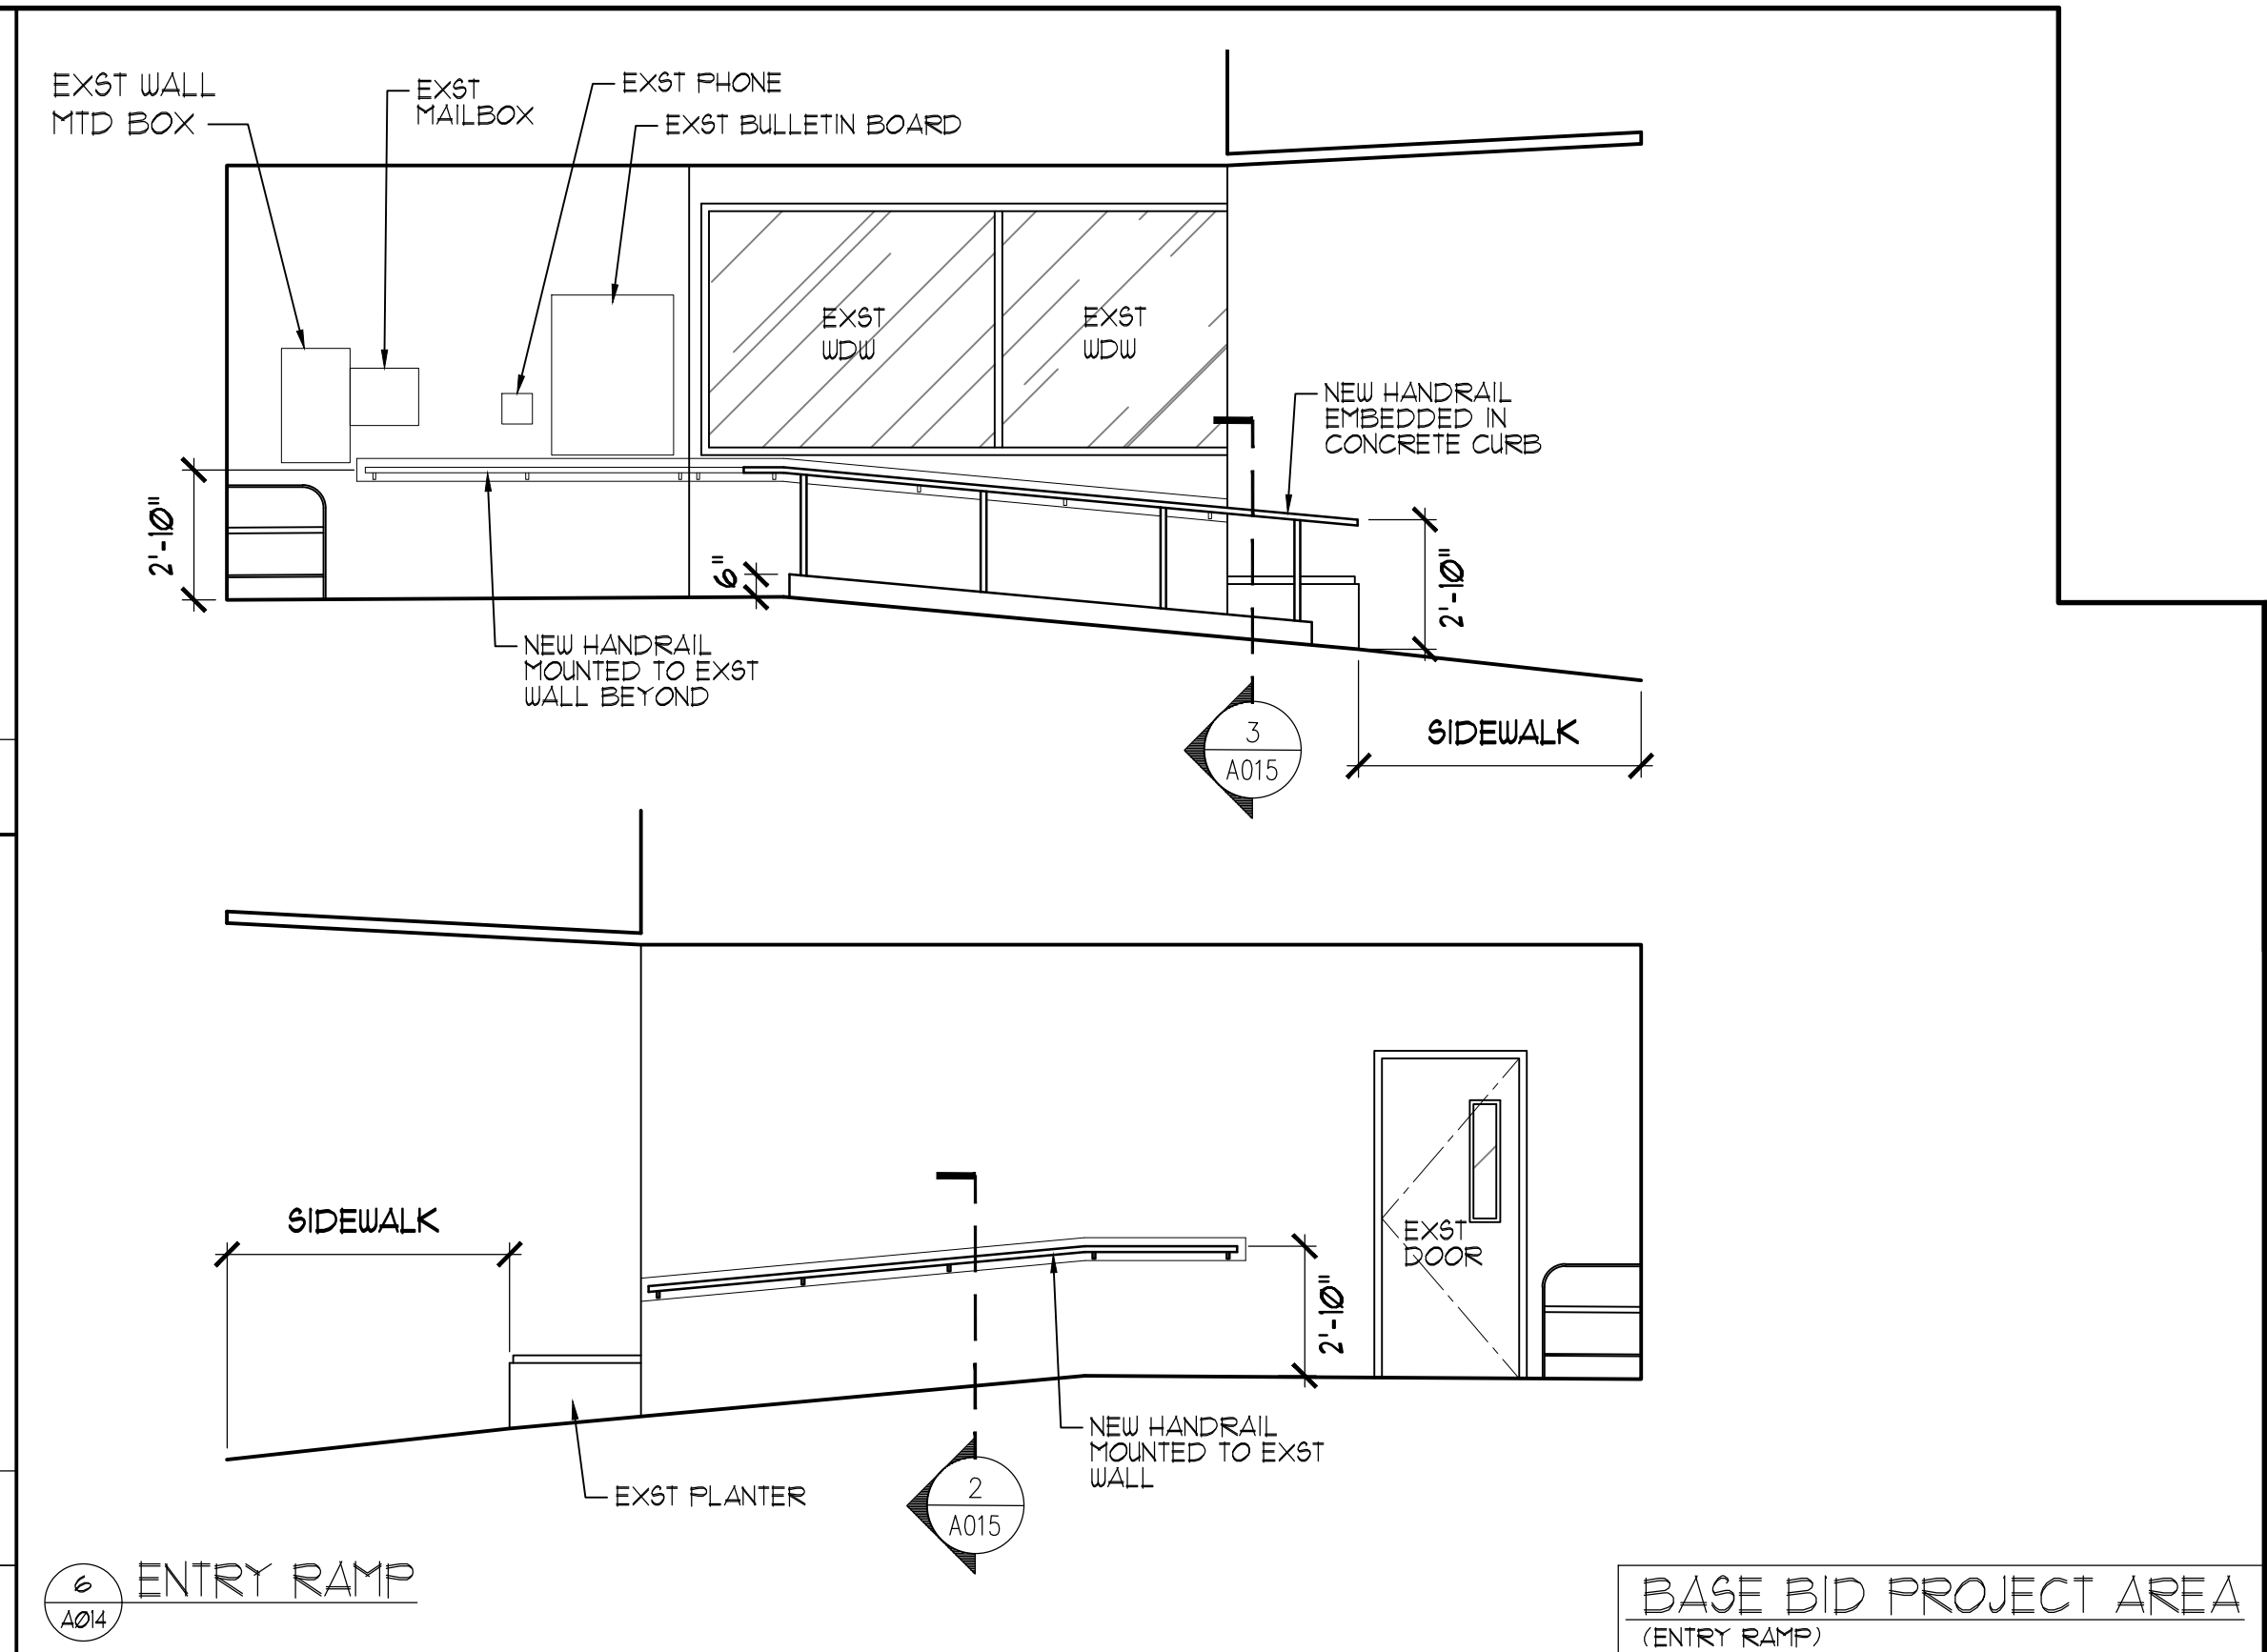 EXST WALL
MTD BOX
EXST
MAILBOX
EXST PHONE
EXST BULLETIN BOARD
EXST
WDW
EXST
WDW
NEW HANDRAIL
EMBEDDED IN
CONCRETE CURB
2'-10"
6"
2'-10"
NEW HANDRAIL
MOUNTED TO EXST
WALL BEYOND
3
A015
SIDEWALK
SIDEWALK
EXST
DOOR
2'-10"
NEW HANDRAIL
MOUNTED TO EXST
WALL
EXST PLANTER
2
A015
6
A014
ENTRY RAMP
BASE BID PROJECT AREA
(ENTRY RAMP)